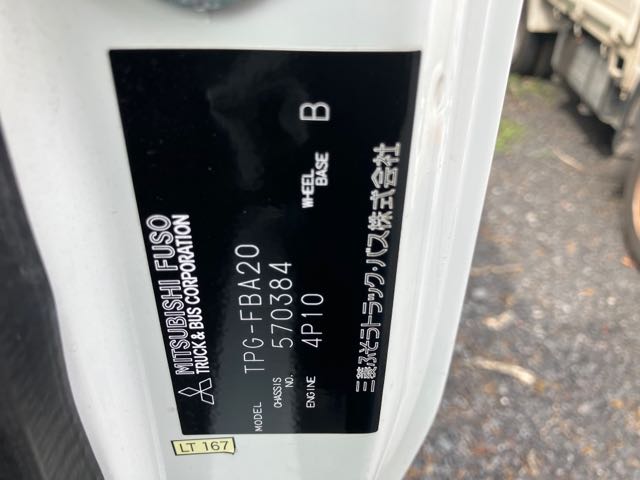 MITSUBISHI FUSO
TRUCK & BUS CORPORATION
MODEL TPG-FBA20
CHASSIS NO. 570384
ENGINE 4P10 WHEEL BASE B
三菱ふそうトラック・バス株式会社
LT 167